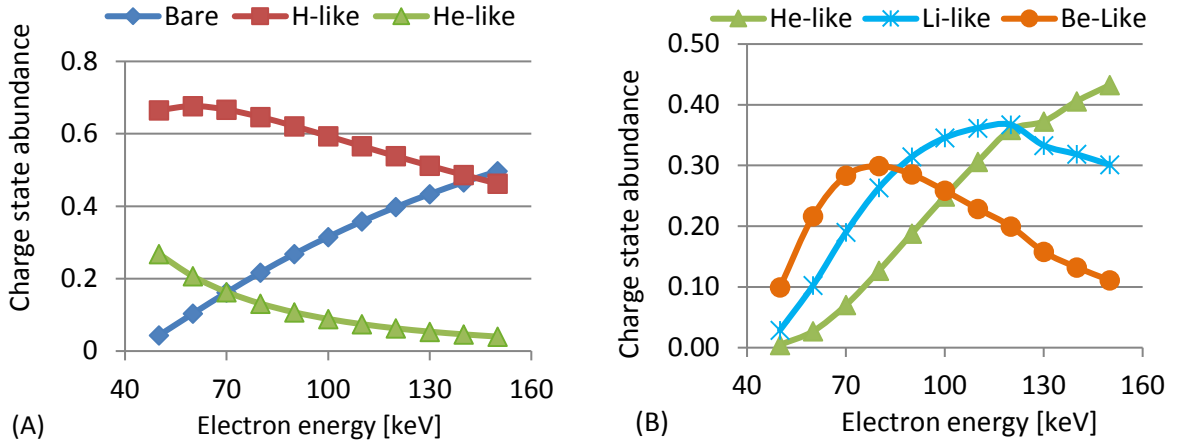 Bare H-like He-like
Charge state abundance
0.8
0.6
0.4
0.2
0
40 70 100 130 160
Electron energy [keV]
(A)
He-like Li-like Be-Like
Charge state abundance
0.50
0.40
0.30
0.20
0.10
0.00
40 70 100 130 160
Electron energy [keV]
(B)